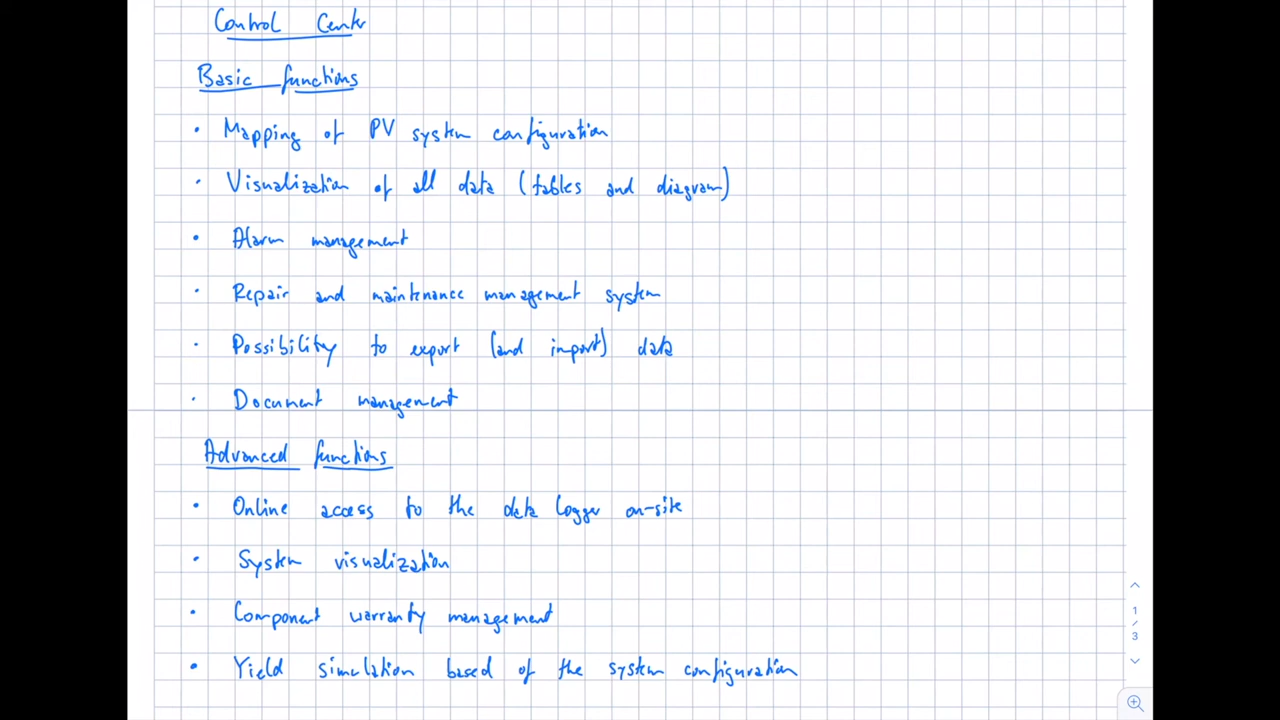 Control Center
Basic functions
• Mapping of PV system configuration
• Visualization of all data (tables and diagram)
• Alarm management
• Repair and maintenance management system
• Possibility to export (and import) data
• Document management
Advanced functions
• Online access to the data logger on-site
• System visualization
• Component warranty management
• Yield simulation based of the system configuration
1
/
3